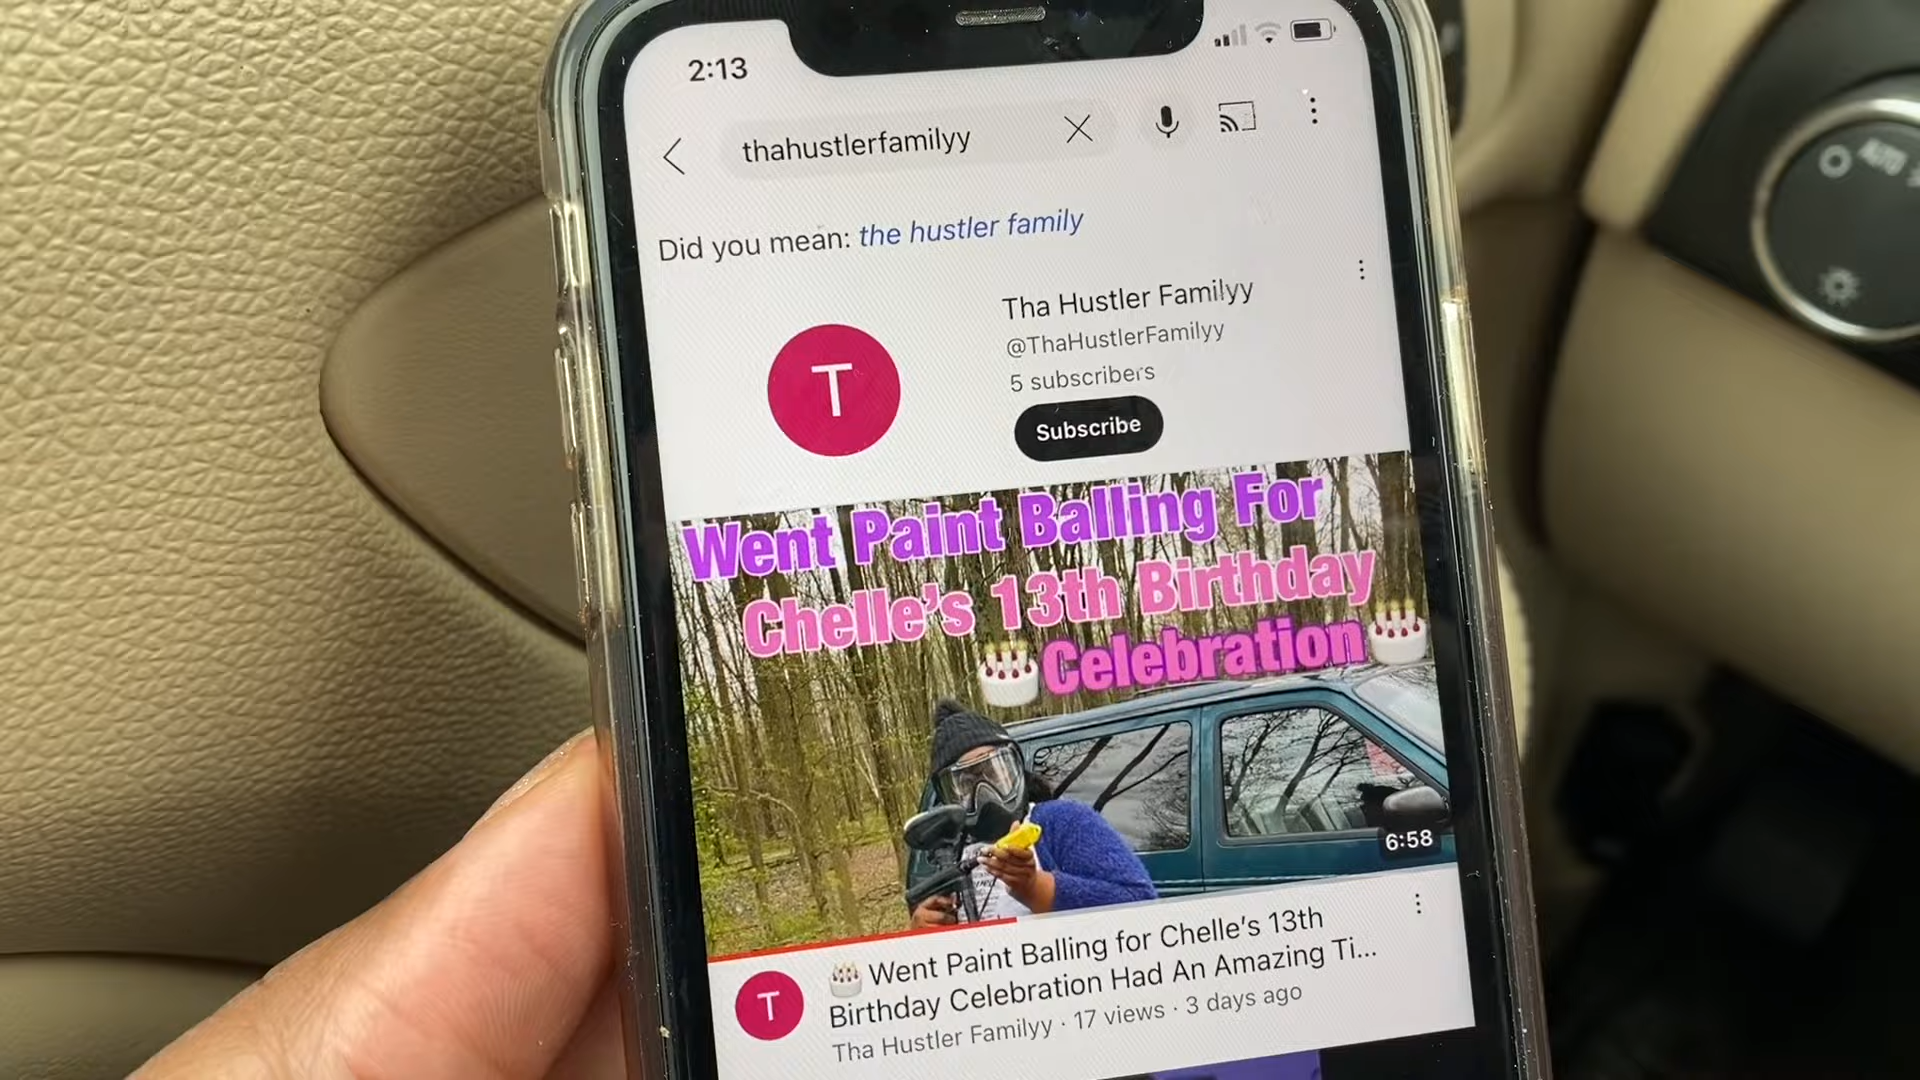 2:13
thahustlerfamilyy
Did you mean: the hustler family
Tha Hustler Familyy
@ThaHustlerFamilyy
5 subscribers
T
Subscribe
Went Paint Balling For
Chelle's 13th Birthday
🎂Celebration🎂
6:58
T
🎂 Went Paint Balling for Chelle's 13th
Birthday Celebration Had An Amazing Ti...
Tha Hustler Familyy · 17 views · 3 days ago
AUTO